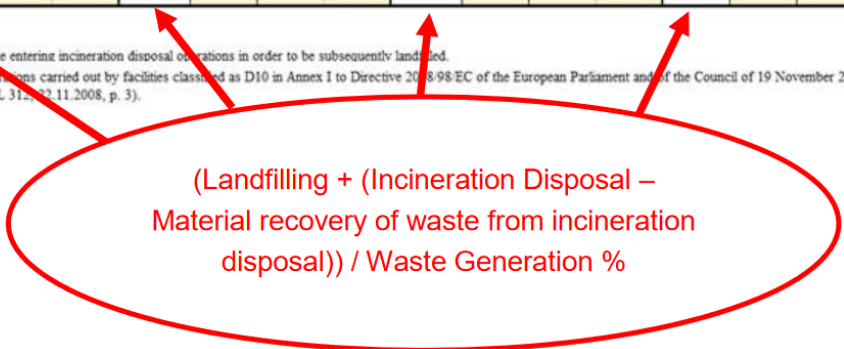 e entering incineration disposal operations in order to be subsequently landfilled.
ions carried out by facilities classified as D10 in Annex I to Directive 2008/98/EC of the European Parliament and of the Council of 19 November 2
L 312, 22.11.2008, p. 3).
(Landfilling + (Incineration Disposal –
Material recovery of waste from incineration
disposal)) / Waste Generation %